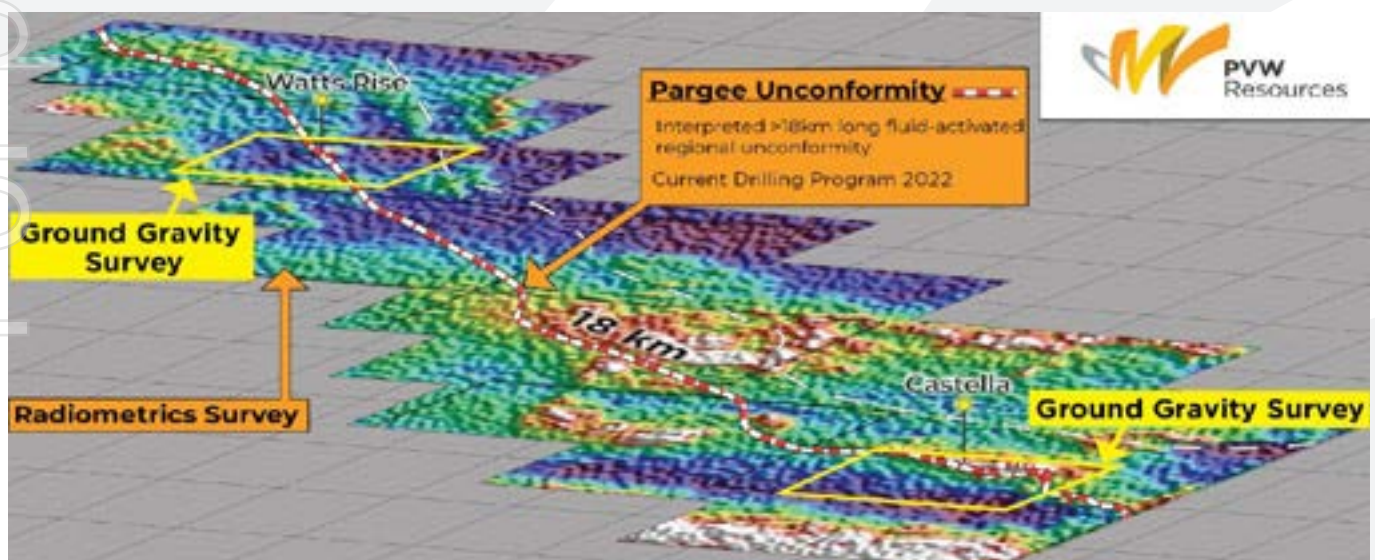 PVW
Resources
Watts Rise
Pargee Unconformity
Interpreted >18km long fluid-activated
regional unconformity
Current Drilling Program 2022
Ground Gravity
Survey
18 km
Castella
Radiometrics Survey
Ground Gravity Survey